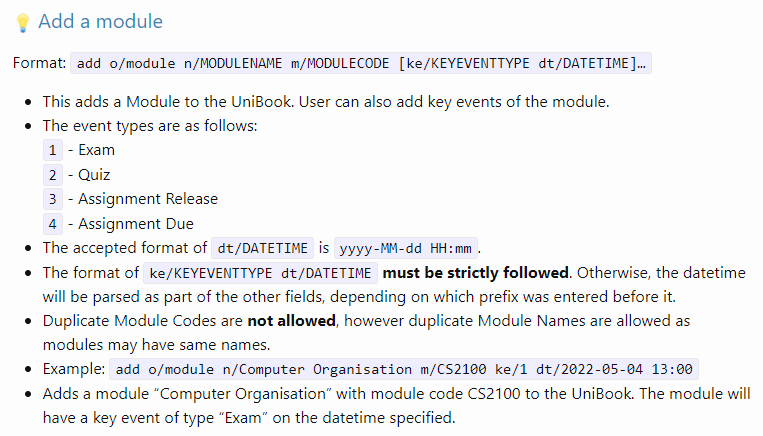 💡 Add a module
Format: add o/module n/MODULENAME m/MODULECODE [ke/KEYEVENTTYPE dt/DATETIME]…
• This adds a Module to the UniBook. User can also add key events of the module.
• The event types are as follows:
1 - Exam
2 - Quiz
3 - Assignment Release
4 - Assignment Due
• The accepted format of dt/DATETIME is yyyy-MM-dd HH:mm.
• The format of ke/KEYEVENTTYPE dt/DATETIME must be strictly followed. Otherwise, the datetime
will be parsed as part of the other fields, depending on which prefix was entered before it.
• Duplicate Module Codes are not allowed, however duplicate Module Names are allowed as
modules may have same names.
• Example: add o/module n/Computer Organisation m/CS2100 ke/1 dt/2022-05-04 13:00
• Adds a module “Computer Organisation” with module code CS2100 to the UniBook. The module will
have a key event of type “Exam” on the datetime specified.